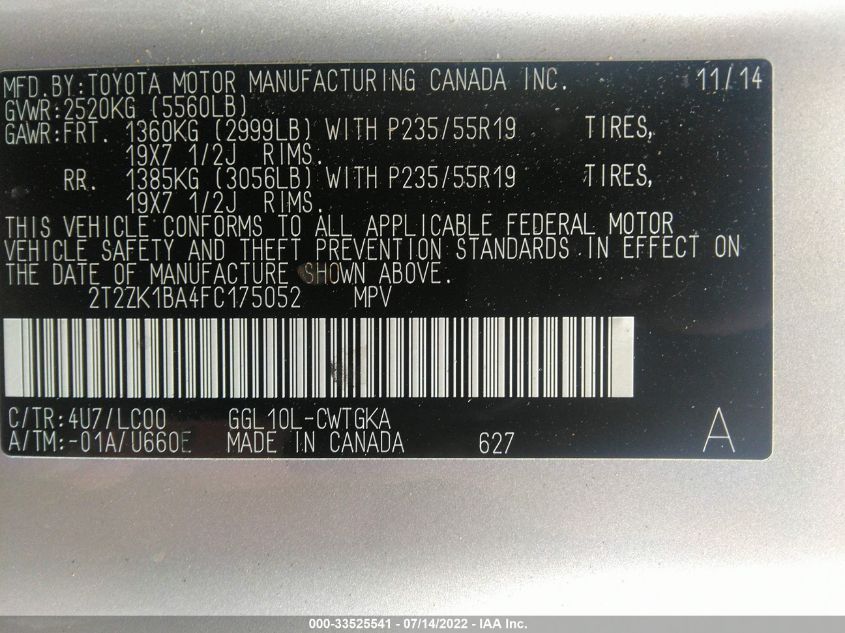 MFD.BY:TOYOTA MOTOR MANUFACTURING CANADA INC. 11/14
GVWR:2520KG (5560LB)
GAWR:FRT. 1360KG (2999LB) WITH P235/55R19 TIRES,
19X7 1/2J RIMS.
RR. 1385KG (3056LB) WITH P235/55R19 TIRES,
19X7 1/2J RIMS.
THIS VEHICLE CONFORMS TO ALL APPLICABLE FEDERAL MOTOR
VEHICLE SAFETY AND THEFT PREVENTION STANDARDS IN EFFECT ON
THE DATE OF MANUFACTURE SHOWN ABOVE.
2T2ZK1BA4FC175052 MPV
C/TR:4U7/LC00 GGL10L-CWTGKA
A/TM:-01A/U660E MADE IN CANADA 627 A
000-33525541 - 07/14/2022 - IAA Inc.